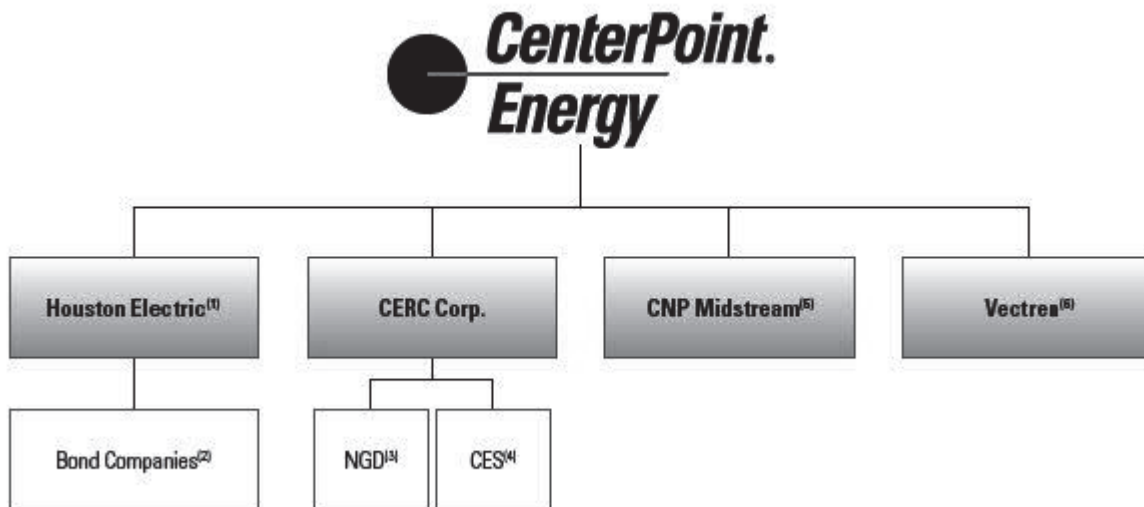 CenterPoint.
Energy
Houston Electric(1)
CERC Corp.
CNP Midstream(5)
Vectren(6)
Bond Companies(2)
NGD(3)
CES(4)